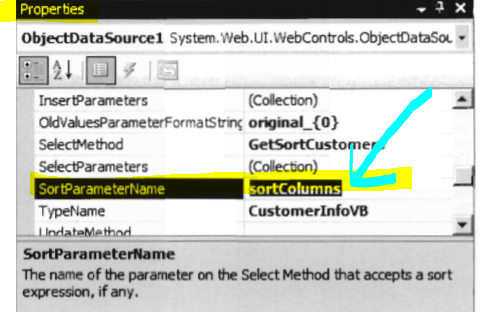 Properties
ObjectDataSource1 System.Web.UI.WebControls.ObjectDataSou
InsertParameters (Collection)
OldValuesParameterFormatString original_{0}
SelectMethod GetSortCustomers
SelectParameters (Collection)
SortParameterName sortColumns
TypeName CustomerInfoVB
UpdateMethod
SortParameterName
The name of the parameter on the Select Method that accepts a sort
expression, if any.